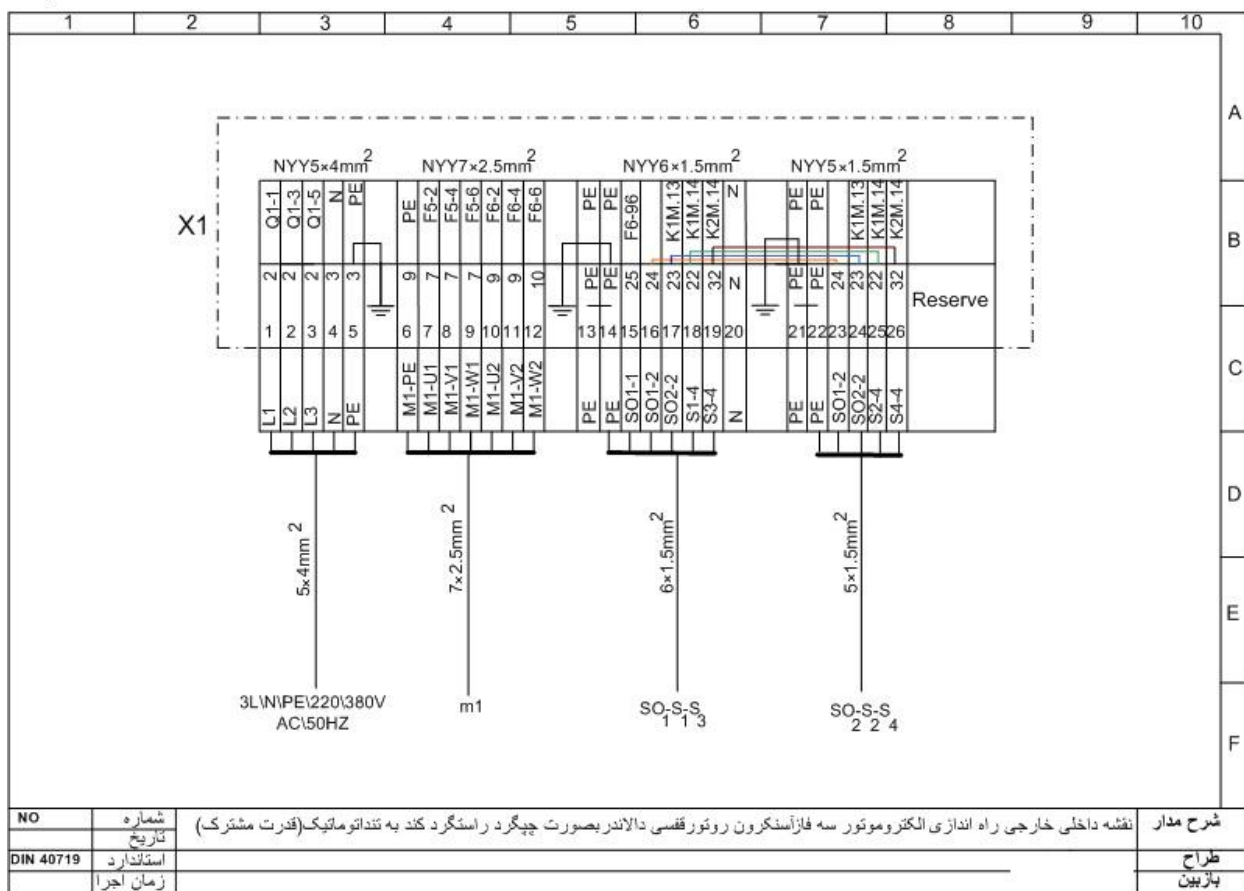 1 2 3 4 5 6 7 8 9 10
A
B
C
D
E
F
X1
NYY5×4mm²
NYY7×2.5mm²
NYY6×1.5mm²
NYY5×1.5mm²
Q1-1 Q1-3 Q1-5 N PE
PE F5-2 F5-4 F5-6 F6-2 F6-4 F6-6
PE PE F6-96 K1M.13 K1M.14 K2M.14 N
PE PE K1M.13 K1M.14 K2M.14
2 2 2 3 3
9 7 7 7 9 9 10
PE PE 25 24 23 22 32 N
PE PE 24 23 22 32
Reserve
1 2 3 4 5
6 7 8 9 10 11 12
13 14 15 16 17 18 19 20
21 22 23 24 25 26
L1 L2 L3 N PE
M1-PE M1-U1 M1-V1 M1-W1 M1-U2 M1-V2 M1-W2
PE PE SO1-1 SO1-2 SO2-2 S1-4 S3-4 N
PE PE SO1-2 SO2-2 S2-4 S4-4
5×4mm²
7×2.5mm²
6×1.5mm²
5×1.5mm²
3L\N\PE\220\380V
AC\50HZ
m1
SO-S-S
1 1 3
SO-S-S
2 2 4
شرح مدار
نقشه داخلی خارجی راه اندازی الکتروموتور سه فازآسنکرون روتورقفسی دالاندربصورت چپگرد راستگرد کند به تنداتوماتیک(قدرت مشترک)
شماره
NO
تاریخ
طراح
استاندارد
DIN 40719
بازبین
زمان اجرا